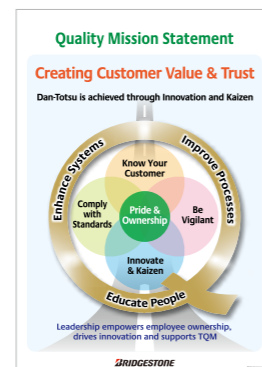 Quality Mission Statement
Creating Customer Value & Trust
Dan-Totsu is achieved through Innovation and Kaizen
Enhance Systems
Improve Processes
Know Your
Customer
Comply
with
Standards
Pride &
Ownership
Be
Vigilant
Innovate
& Kaizen
Educate People
Leadership empowers employee ownership,
drives innovation and supports TQM
BRIDGESTONE